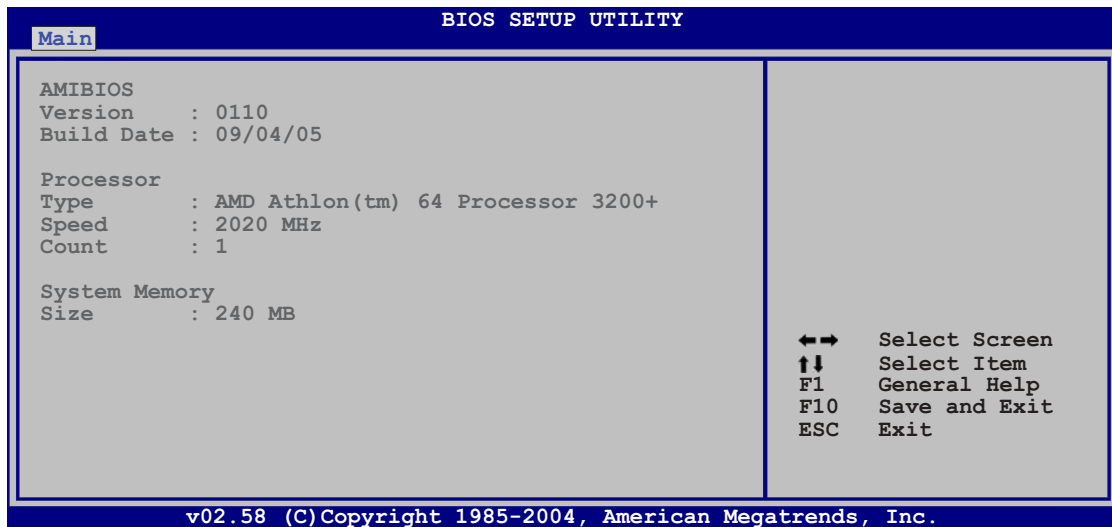 BIOS SETUP UTILITY
Main
AMIBIOS
Version : 0110
Build Date : 09/04/05
Processor
Type : AMD Athlon(tm) 64 Processor 3200+
Speed : 2020 MHz
Count : 1
System Memory
Size : 240 MB
←→ Select Screen
↑↓ Select Item
F1 General Help
F10 Save and Exit
ESC Exit
v02.58 (C)Copyright 1985-2004, American Megatrends, Inc.